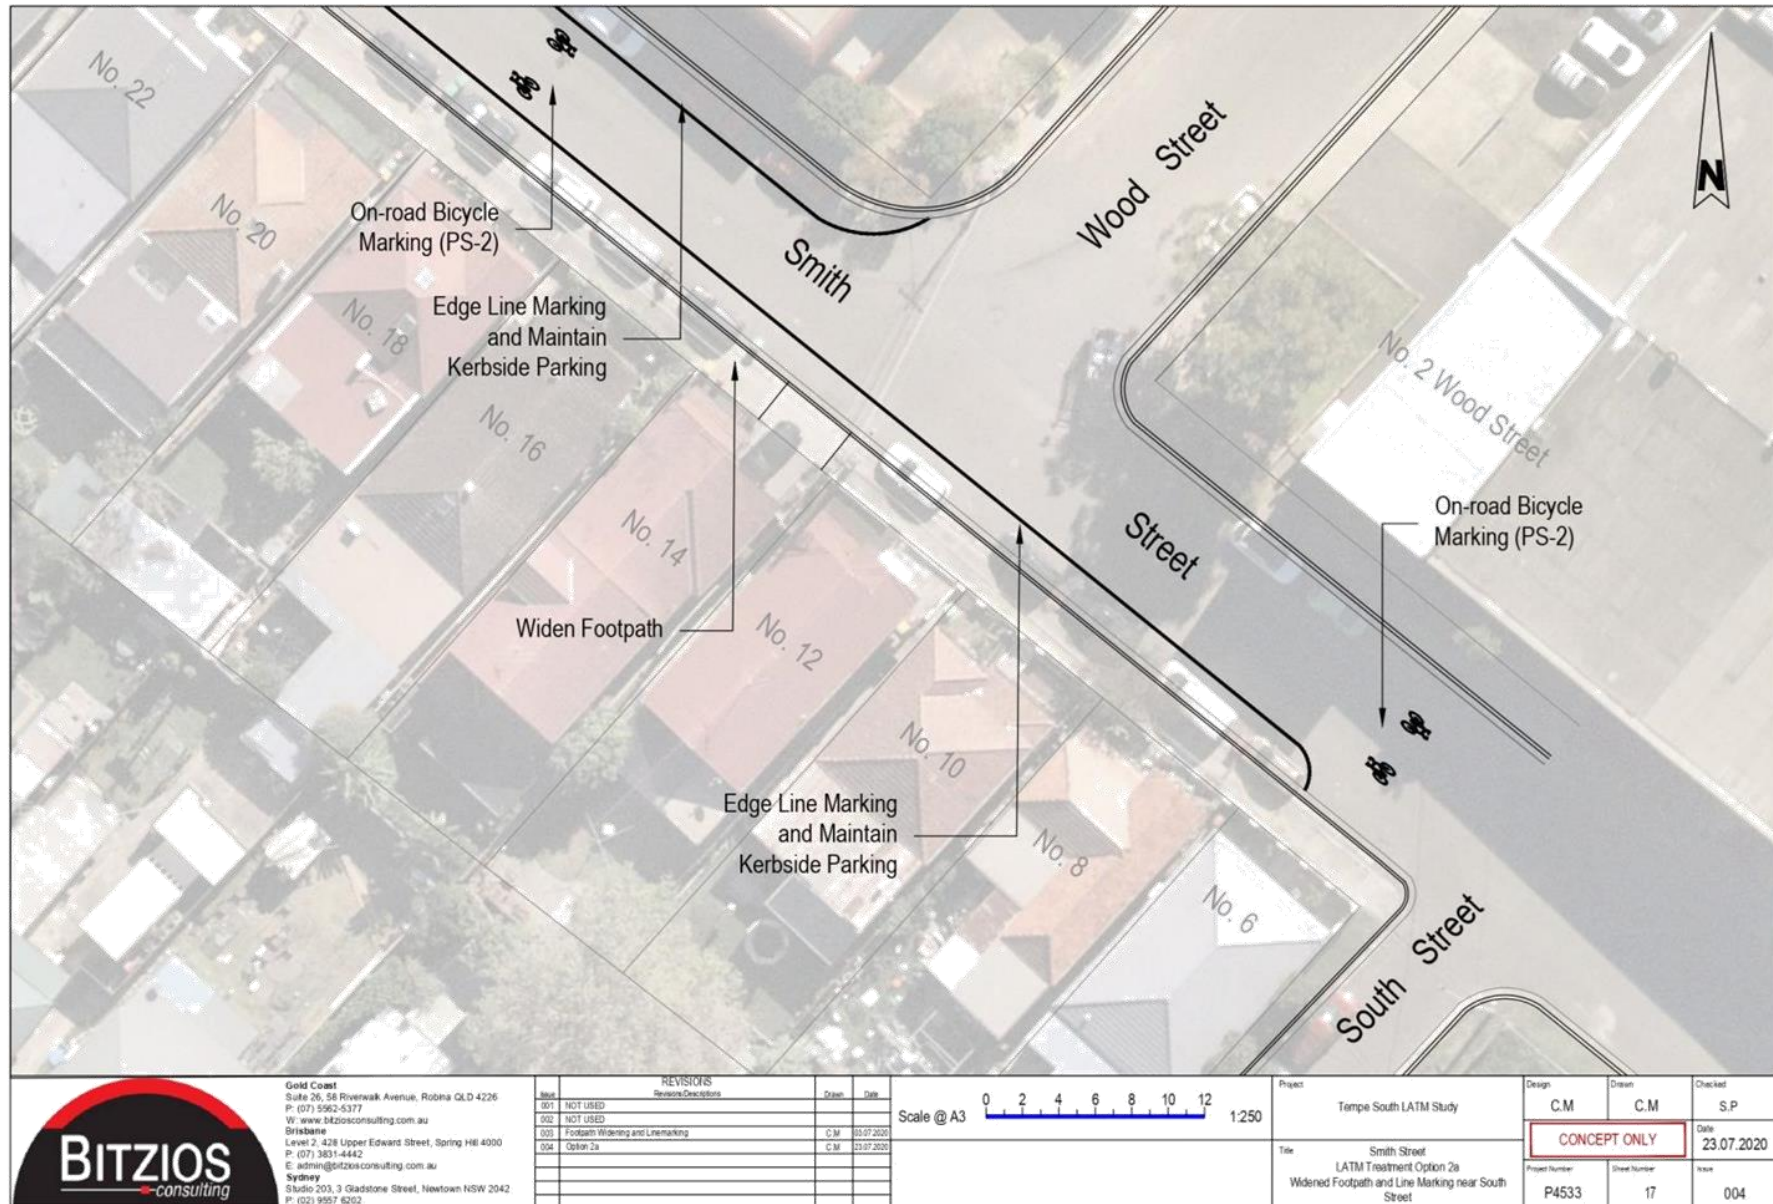 No. 22
No. 20
No. 18
No. 16
No. 14
No. 12
No. 10
No. 8
No. 6
On-road Bicycle
Marking (PS-2)
Edge Line Marking
and Maintain
Kerbside Parking
Widen Footpath
Edge Line Marking
and Maintain
Kerbside Parking
Smith
Street
Wood Street
No. 2 Wood Street
On-road Bicycle
Marking (PS-2)
South Street
N
BITZIOS
consulting
Gold Coast
Suite 26, 58 Riverwalk Avenue, Robina QLD 4226
P: (07) 5562-5377
W: www.bitziosconsulting.com.au
Brisbane
Level 2, 428 Upper Edward Street, Spring Hill 4000
P: (07) 3831-4442
E: admin@bitziosconsulting.com.au
Sydney
Studio 203, 3 Gladstone Street, Newtown NSW 2042
P: (02) 9557 6202
REVISIONS
Issue Revisions Descriptions Drawn Date
001 NOT USED
002 NOT USED
003 Footpath Widening and Linemarking C.M 03.07.2020
004 Option 2a C.M 23.07.2020
Scale @ A3 0 2 4 6 8 10 12 1:250
Project
Tempe South LATM Study
Title
Smith Street
LATM Treatment Option 2a
Widened Footpath and Line Marking near South
Street
Design Drawn Checked
C.M C.M S.P
CONCEPT ONLY
Date
23.07.2020
Project Number Sheet Number Issue
P4533 17 004